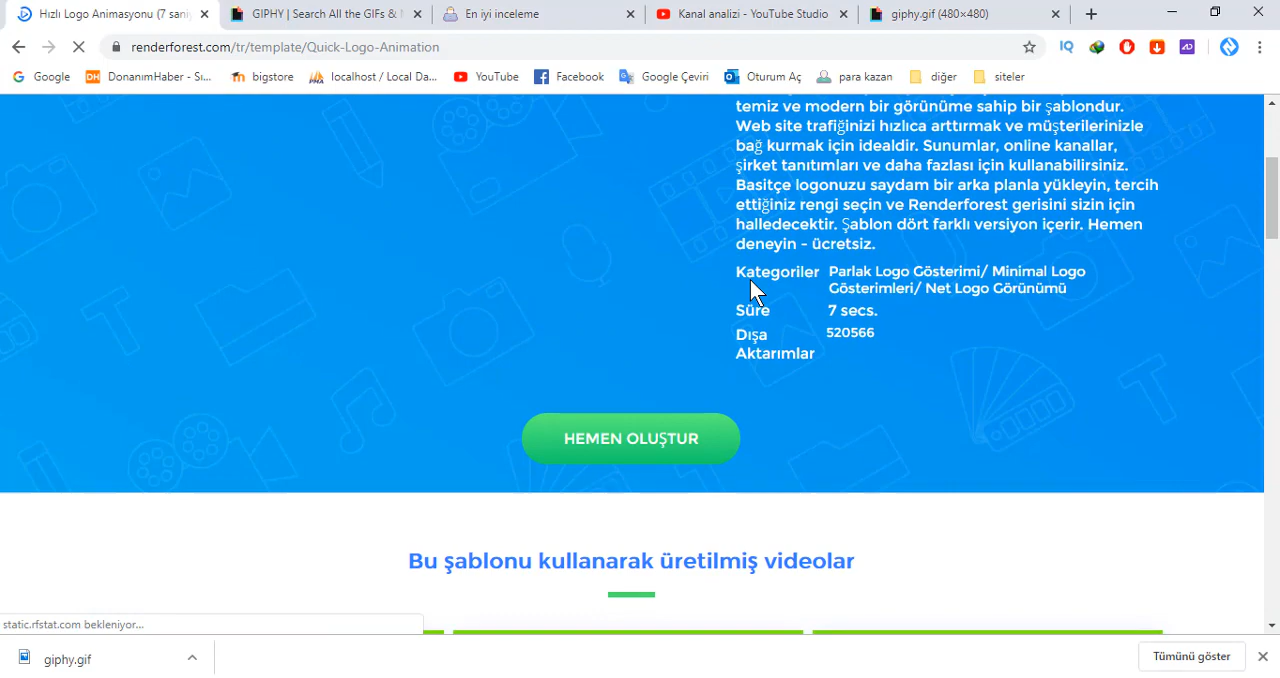 Hızlı Logo Animasyonu (7 sani
GIPHY | Search All the GIFs & M
En iyi inceleme
Kanal analizi - YouTube Studio
giphy.gif (480×480)
renderforest.com/tr/template/Quick-Logo-Animation
Google
DonanımHaber - Si...
bigstore
localhost / Local Da...
YouTube
Facebook
Google Çeviri
Oturum Aç
para kazan
diğer
siteler
temiz ve modern bir görünüme sahip bir şablondur.
Web site trafiğinizi hızlıca arttırmak ve müşterilerinizle
bağ kurmak için idealdir. Sunumlar, online kanallar,
şirket tanıtımları ve daha fazlası için kullanabilirsiniz.
Basitçe logonuzu saydam bir arka planla yükleyin, tercih
ettiğiniz rengi seçin ve Renderforest gerisini sizin için
halledecektir. Şablon dört farklı versiyon içerir. Hemen
deneyin - ücretsiz.
Kategoriler Parlak Logo Gösterimi/ Minimal Logo
Gösterimleri/ Net Logo Görünümü
Süre 7 secs.
Dışa 520566
Aktarımlar
HEMEN OLUŞTUR
Bu şablonu kullanarak üretilmiş videolar
static.rfstat.com bekleniyor...
giphy.gif
Tümünü göster